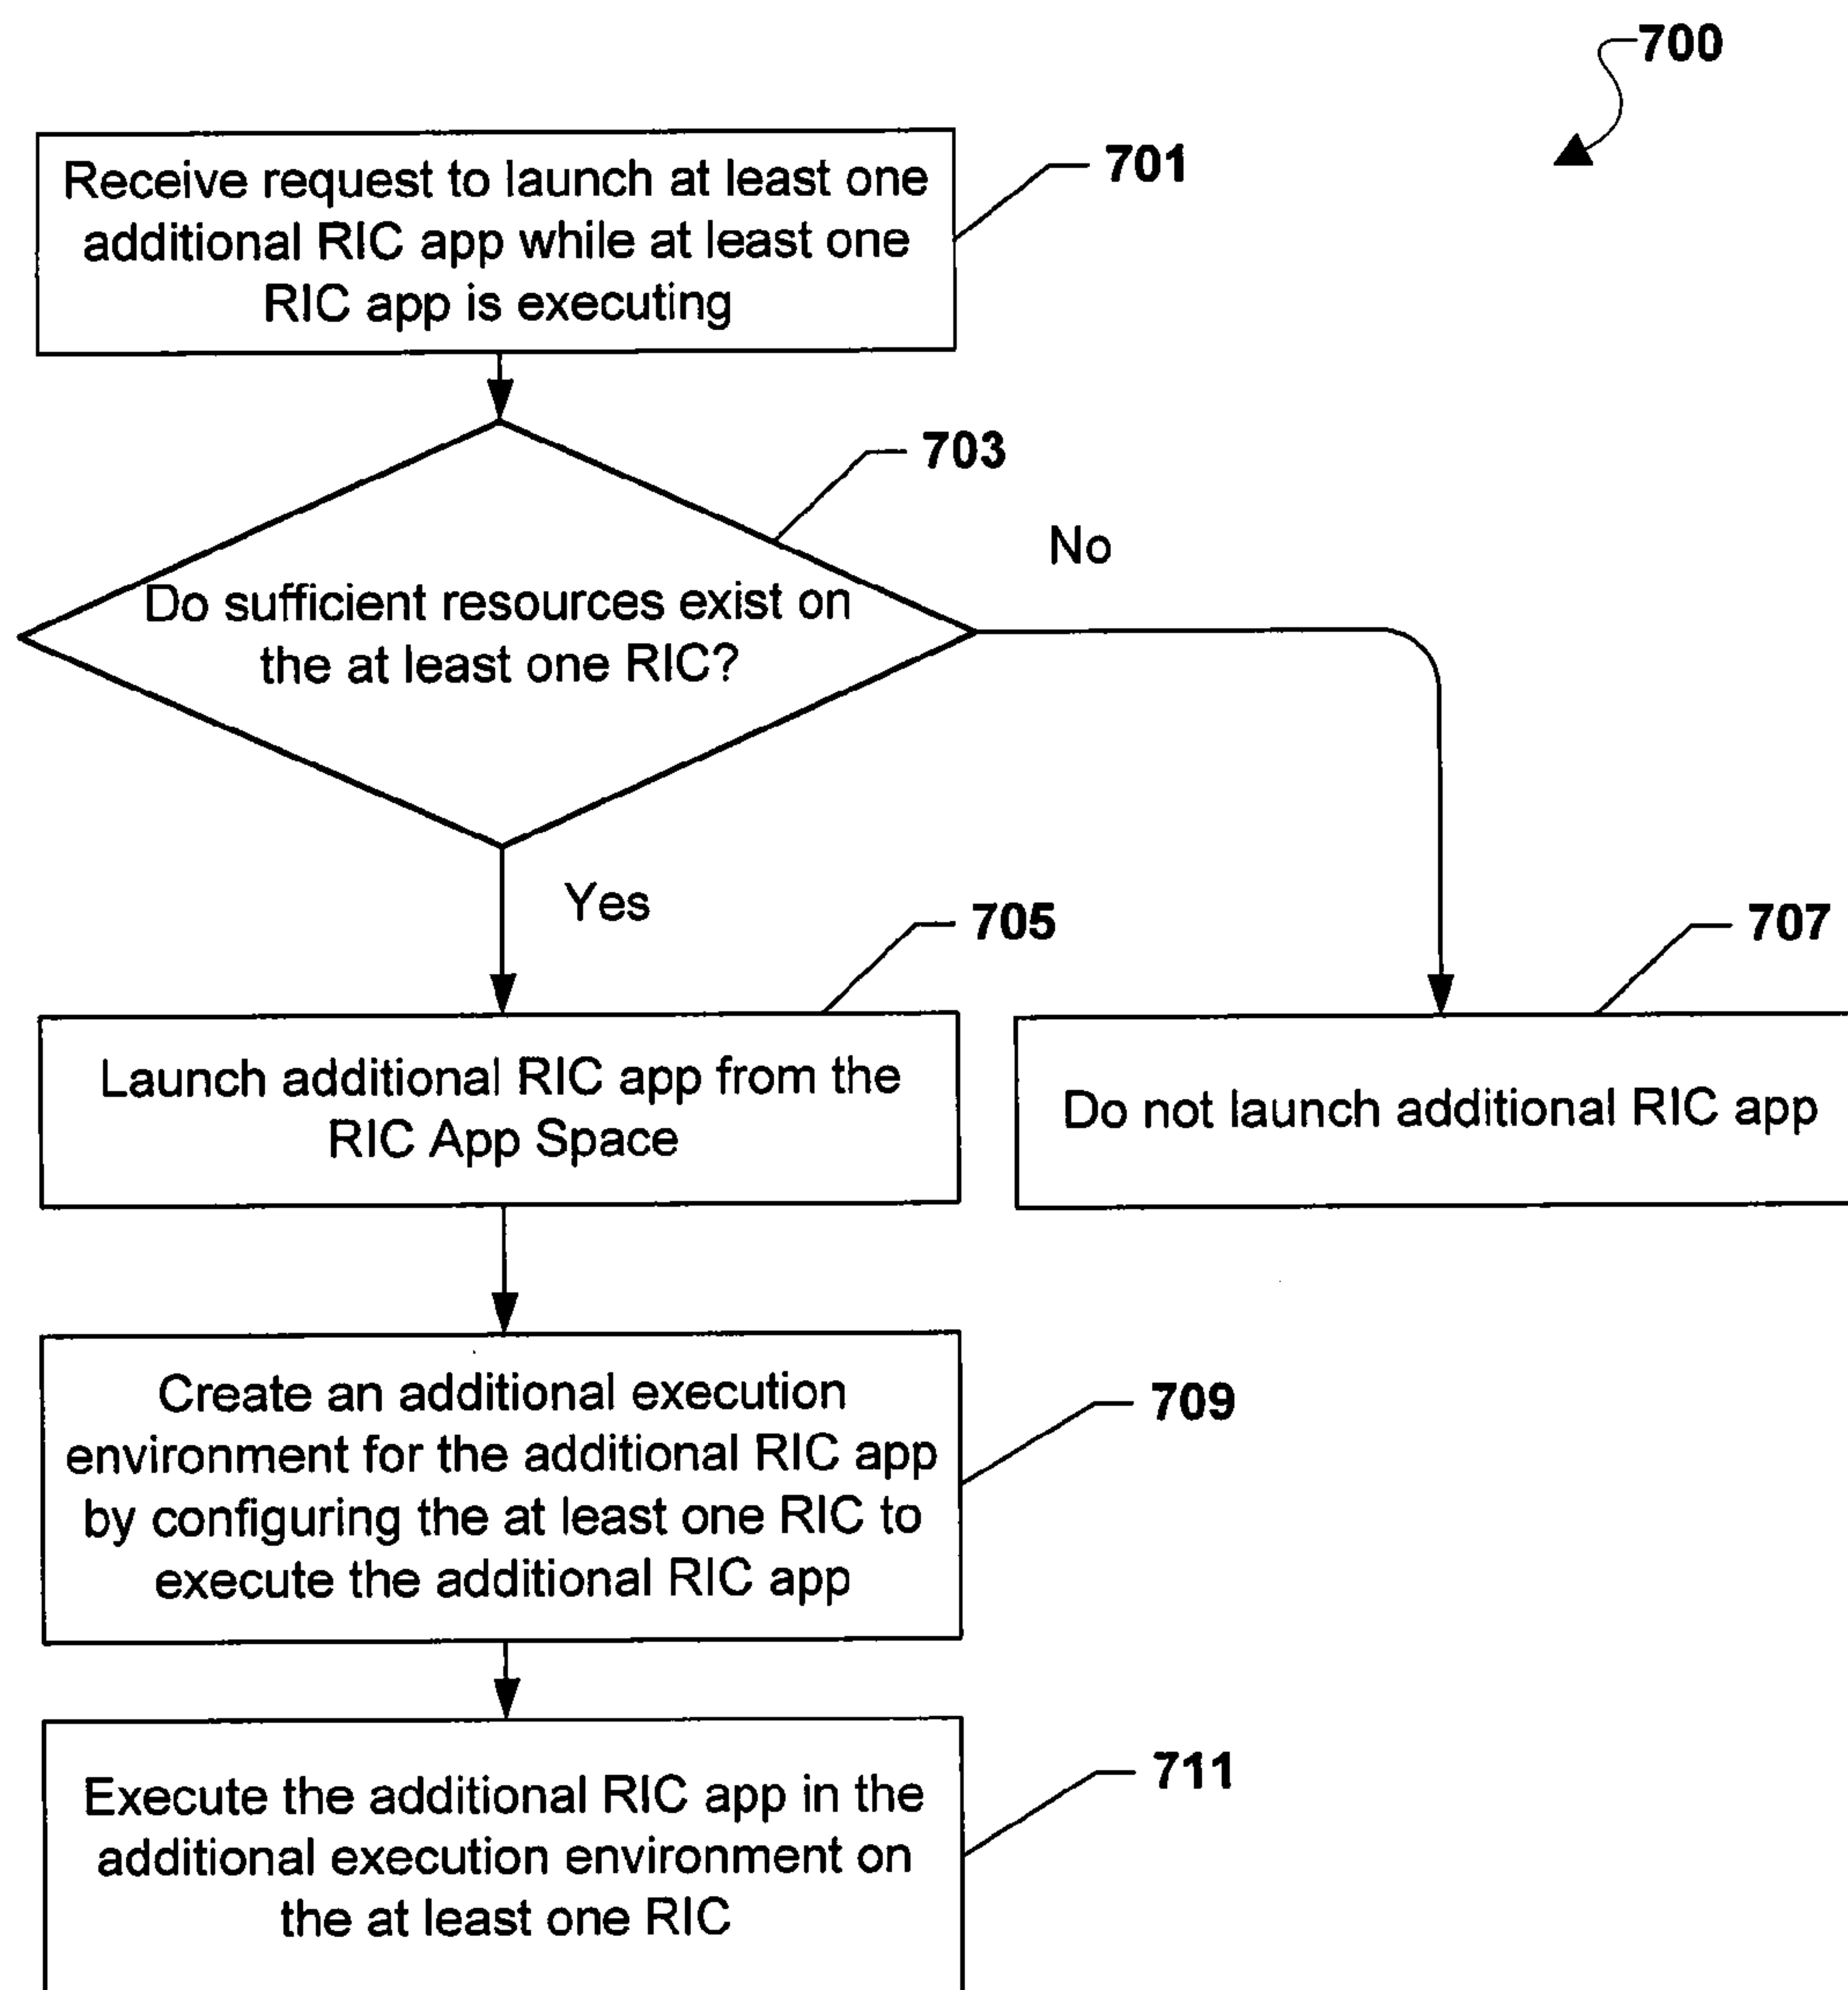 700
Receive request to launch at least one
additional RIC app while at least one
RIC app is executing
701
703
No
Do sufficient resources exist on
the at least one RIC?
Yes
705
707
Launch additional RIC app from the
RIC App Space
Do not launch additional RIC app
Create an additional execution
environment for the additional RIC app
by configuring the at least one RIC to
execute the additional RIC app
709
Execute the additional RIC app in the
additional execution environment on
the at least one RIC
711